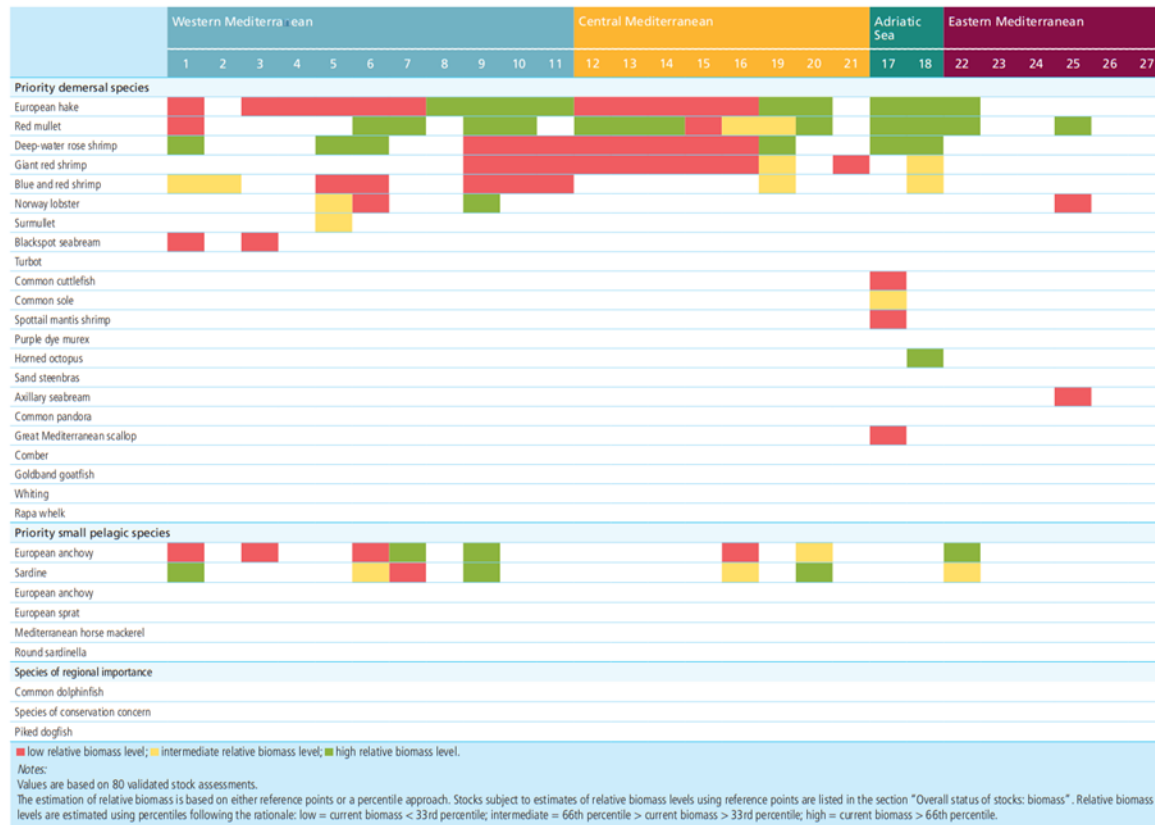 Western Mediterra ean Central Mediterranean Adriatic Sea Eastern Mediterranean
1 2 3 4 5 6 7 8 9 10 11 12 13 14 15 16 19 20 21 17 18 22 23 24 25 26 27
Priority demersal species
European hake
Red mullet
Deep-water rose shrimp
Giant red shrimp
Blue and red shrimp
Norway lobster
Surmullet
Blackspot seabream
Turbot
Common cuttlefish
Common sole
Spottail mantis shrimp
Purple dye murex
Horned octopus
Sand steenbras
Axillary seabream
Common pandora
Great Mediterranean scallop
Comber
Goldband goatfish
Whiting
Rapa whelk
Priority small pelagic species
European anchovy
Sardine
European anchovy
European sprat
Mediterranean horse mackerel
Round sardinella
Species of regional importance
Common dolphinfish
Species of conservation concern
Piked dogfish
low relative biomass level; intermediate relative biomass level; high relative biomass level.
Notes:
Values are based on 80 validated stock assessments.
The estimation of relative biomass is based on either reference points or a percentile approach. Stocks subject to estimates of relative biomass levels using reference points are listed in the section "Overall status of stocks: biomass". Relative biomass
levels are estimated using percentiles following the rationale: low = current biomass < 33rd percentile; intermediate = 66th percentile > current biomass > 33rd percentile; high = current biomass > 66th percentile.